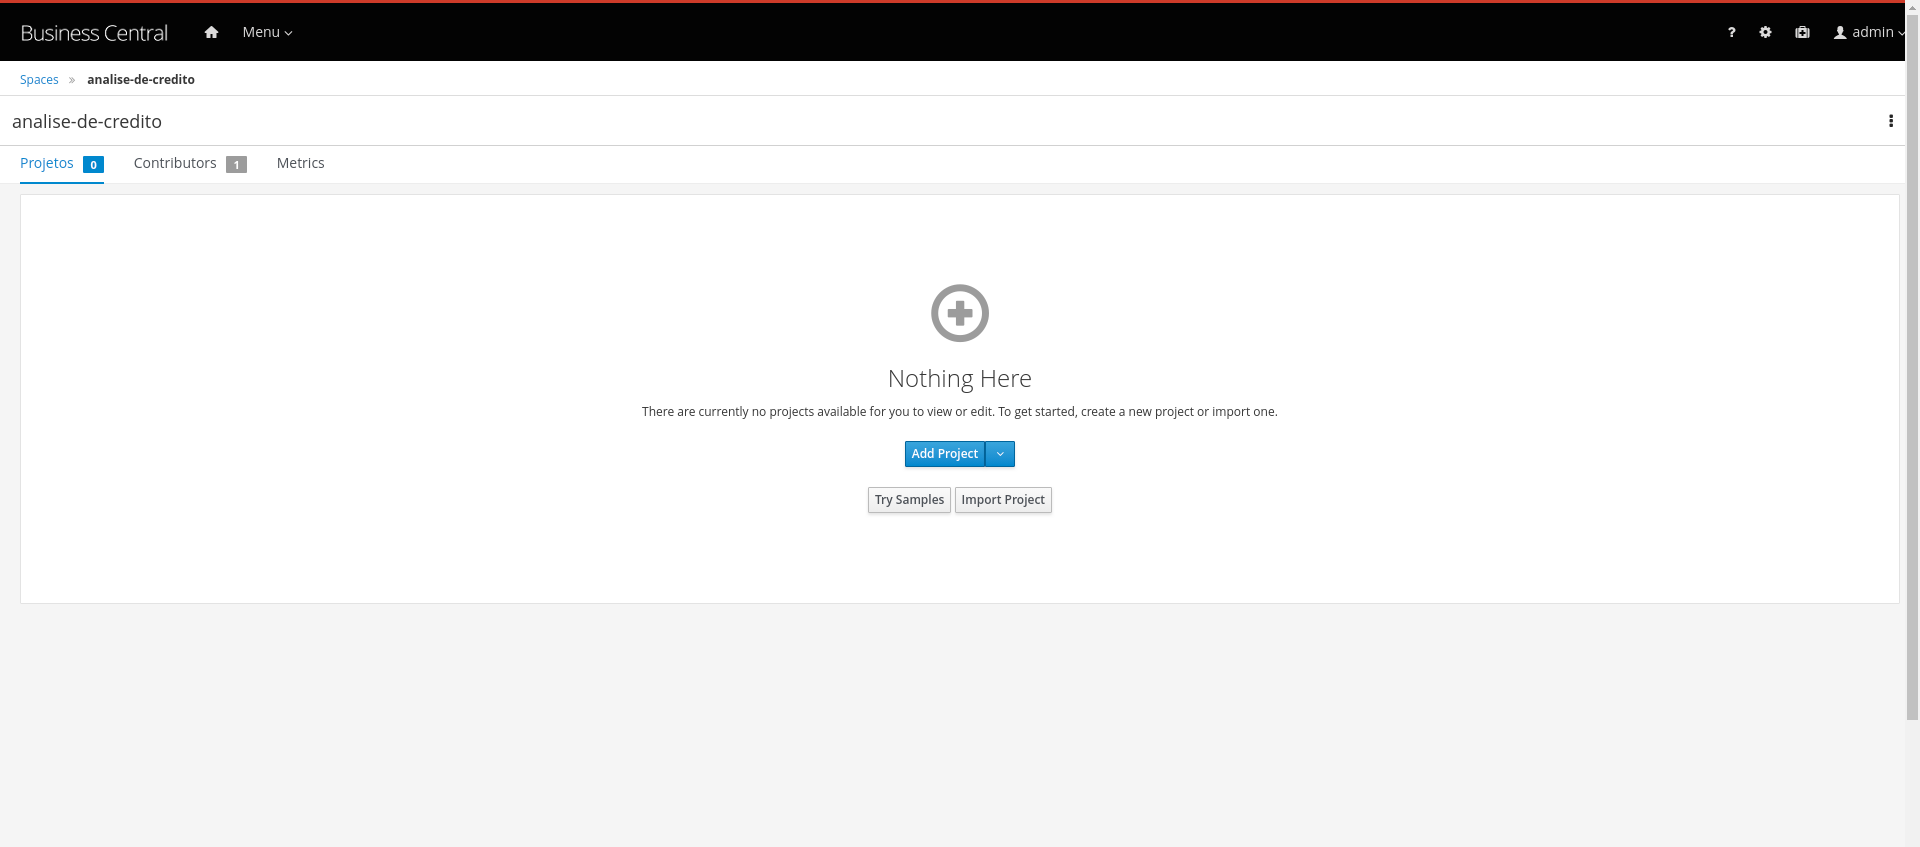 Business Central Menu ? admin
Spaces » analise-de-credito
analise-de-credito
Projetos 0 Contributors 1 Metrics
Nothing Here
There are currently no projects available for you to view or edit. To get started, create a new project or import one.
Add Project
Try Samples Import Project